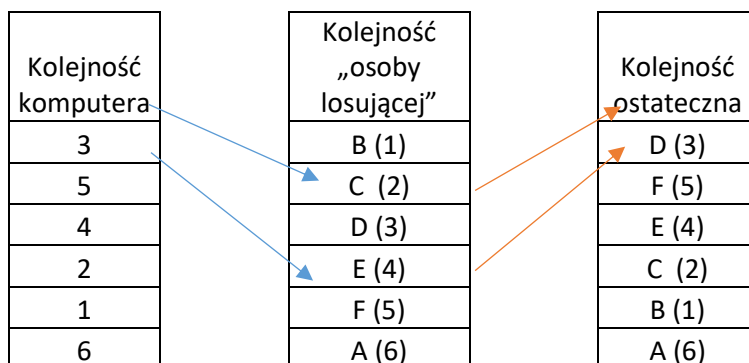 Kolejność
komputera
3
5
4
2
1
6
Kolejność
„osoby
losującej”
B (1)
C (2)
D (3)
E (4)
F (5)
A (6)
Kolejność
ostateczna
D (3)
F (5)
E (4)
C (2)
B (1)
A (6)